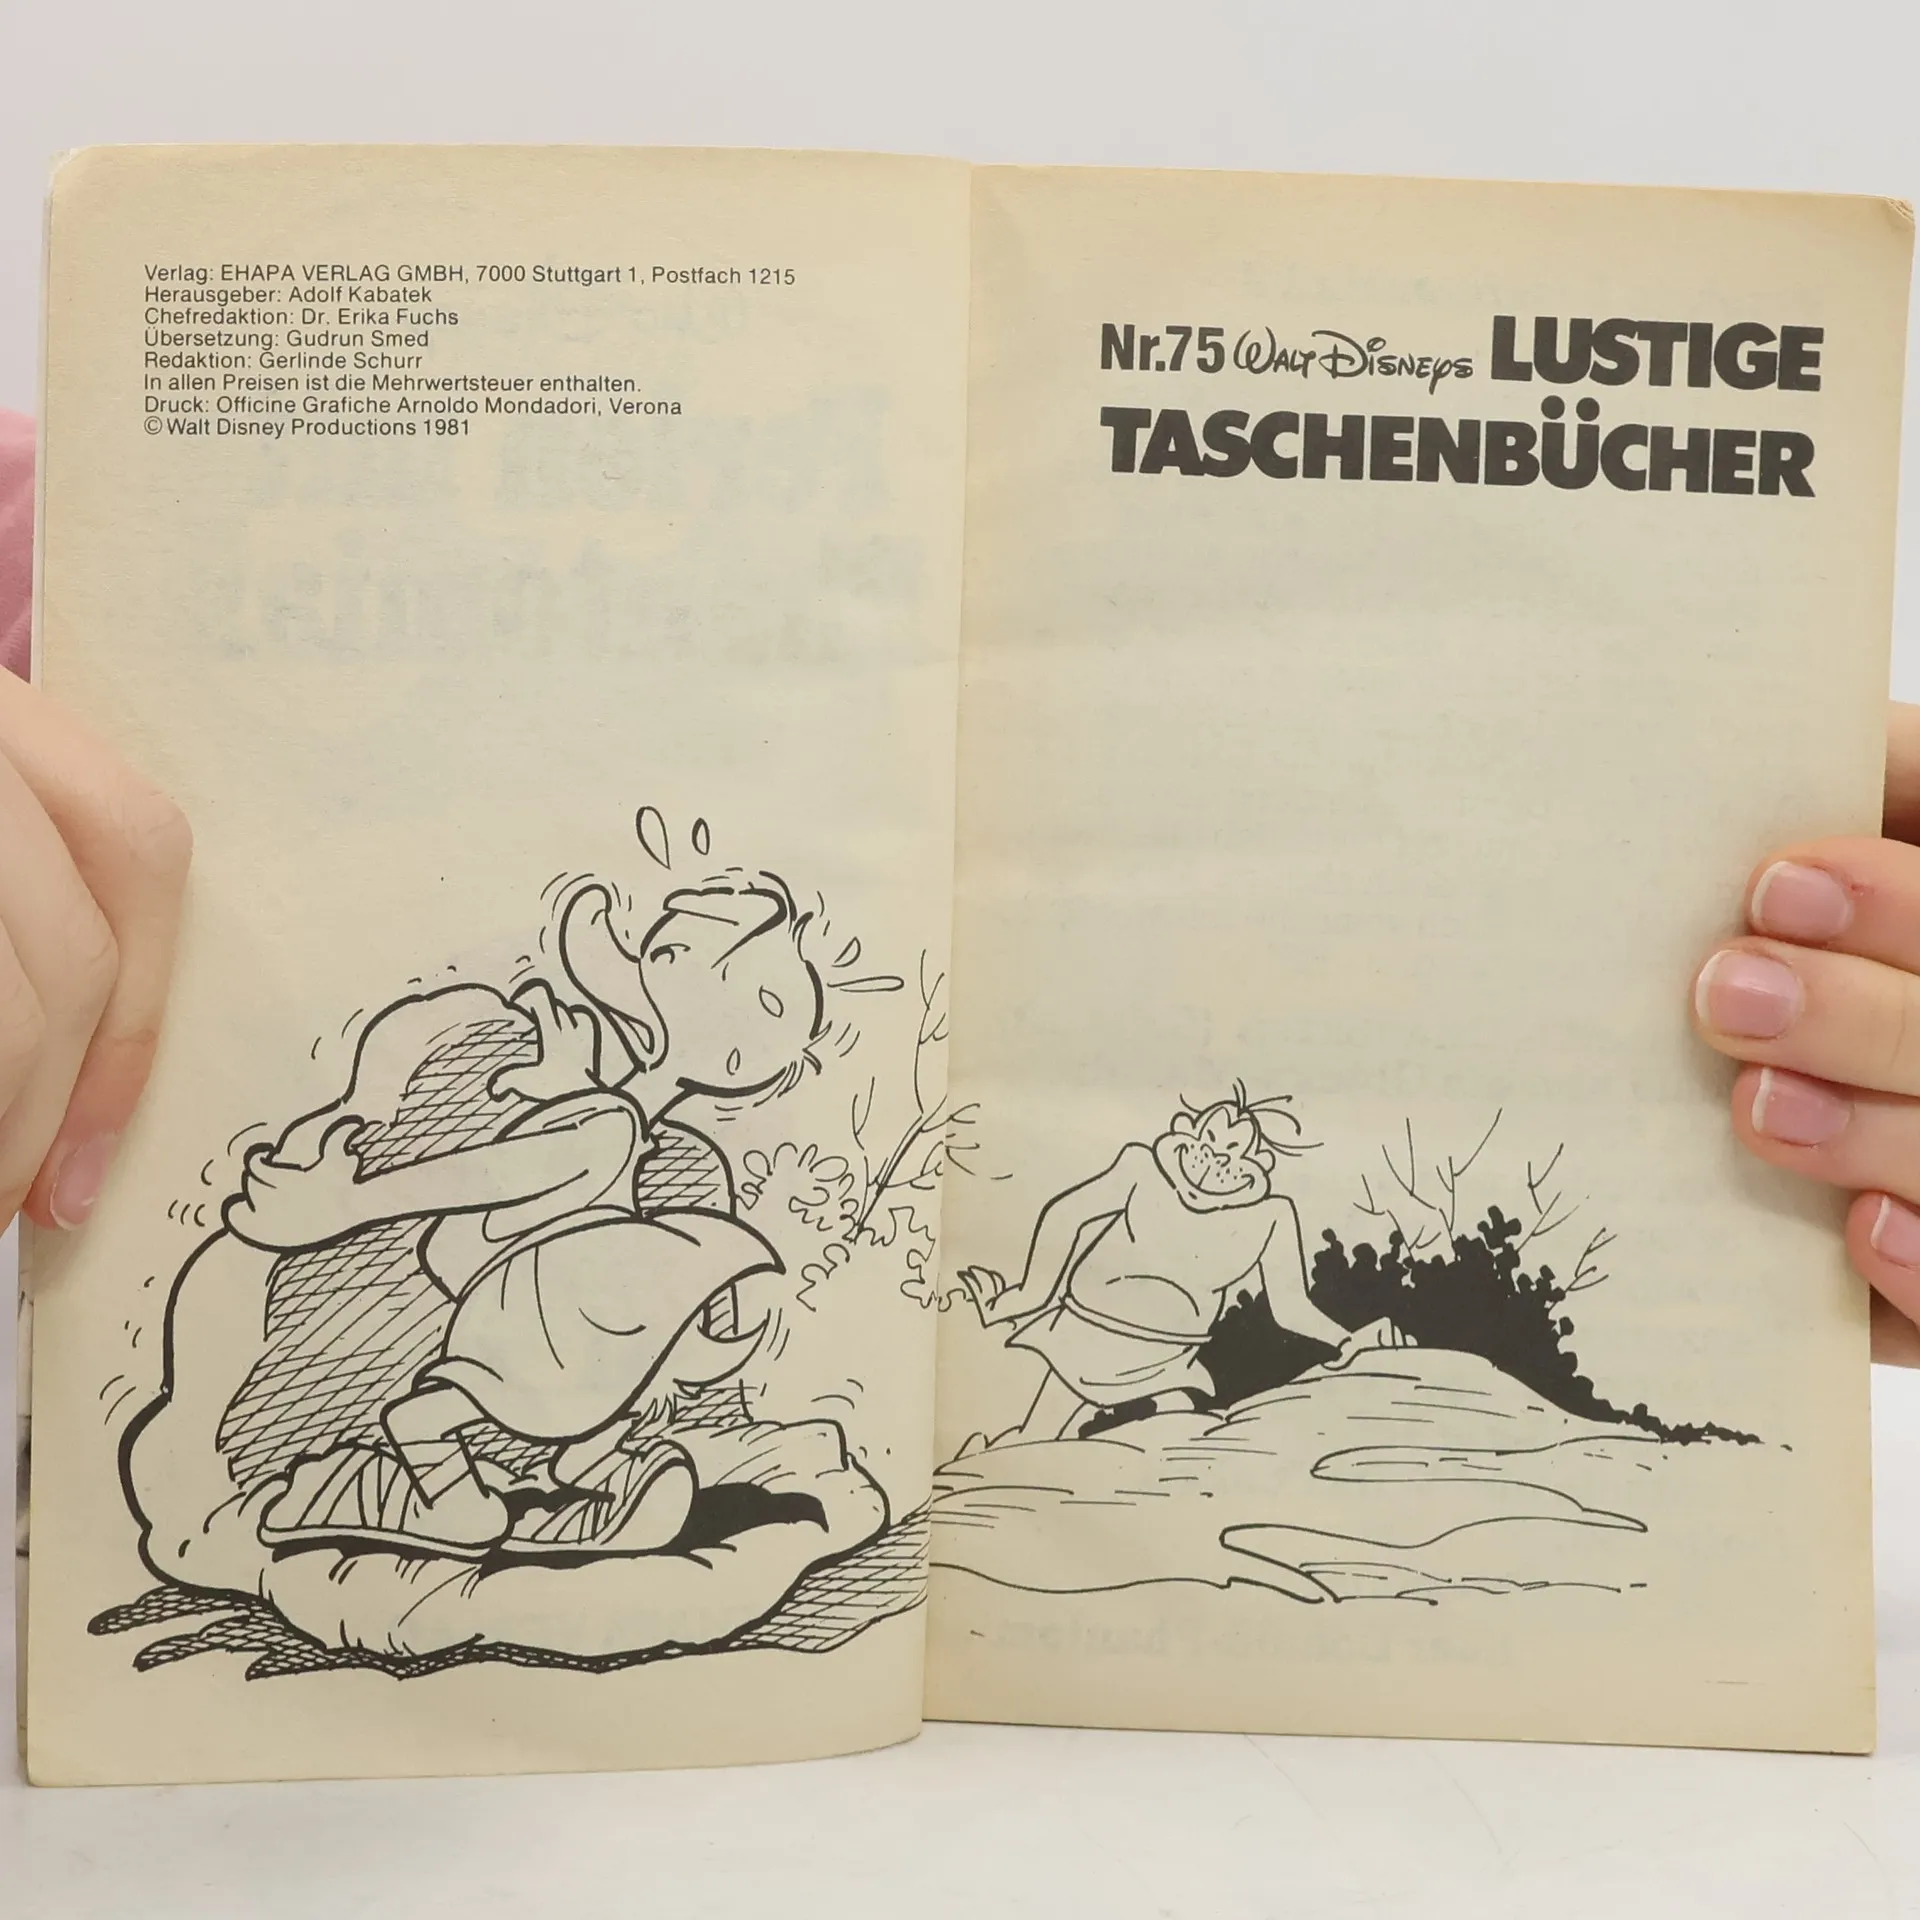 Verlag: EHAPA VERLAG GMBH, 7000 Stuttgart 1, Postfach 1215
Herausgeber: Adolf Kabatek
Chefredaktion: Dr. Erika Fuchs
Übersetzung: Gudrun Smed
Redaktion: Gerlinde Schurr
In allen Preisen ist die Mehrwertsteuer enthalten.
Druck: Officine Grafiche Arnoldo Mondadori, Verona
© Walt Disney Productions 1981
Nr.75 WALT DISNEYS LUSTIGE
TASCHENBÜCHER